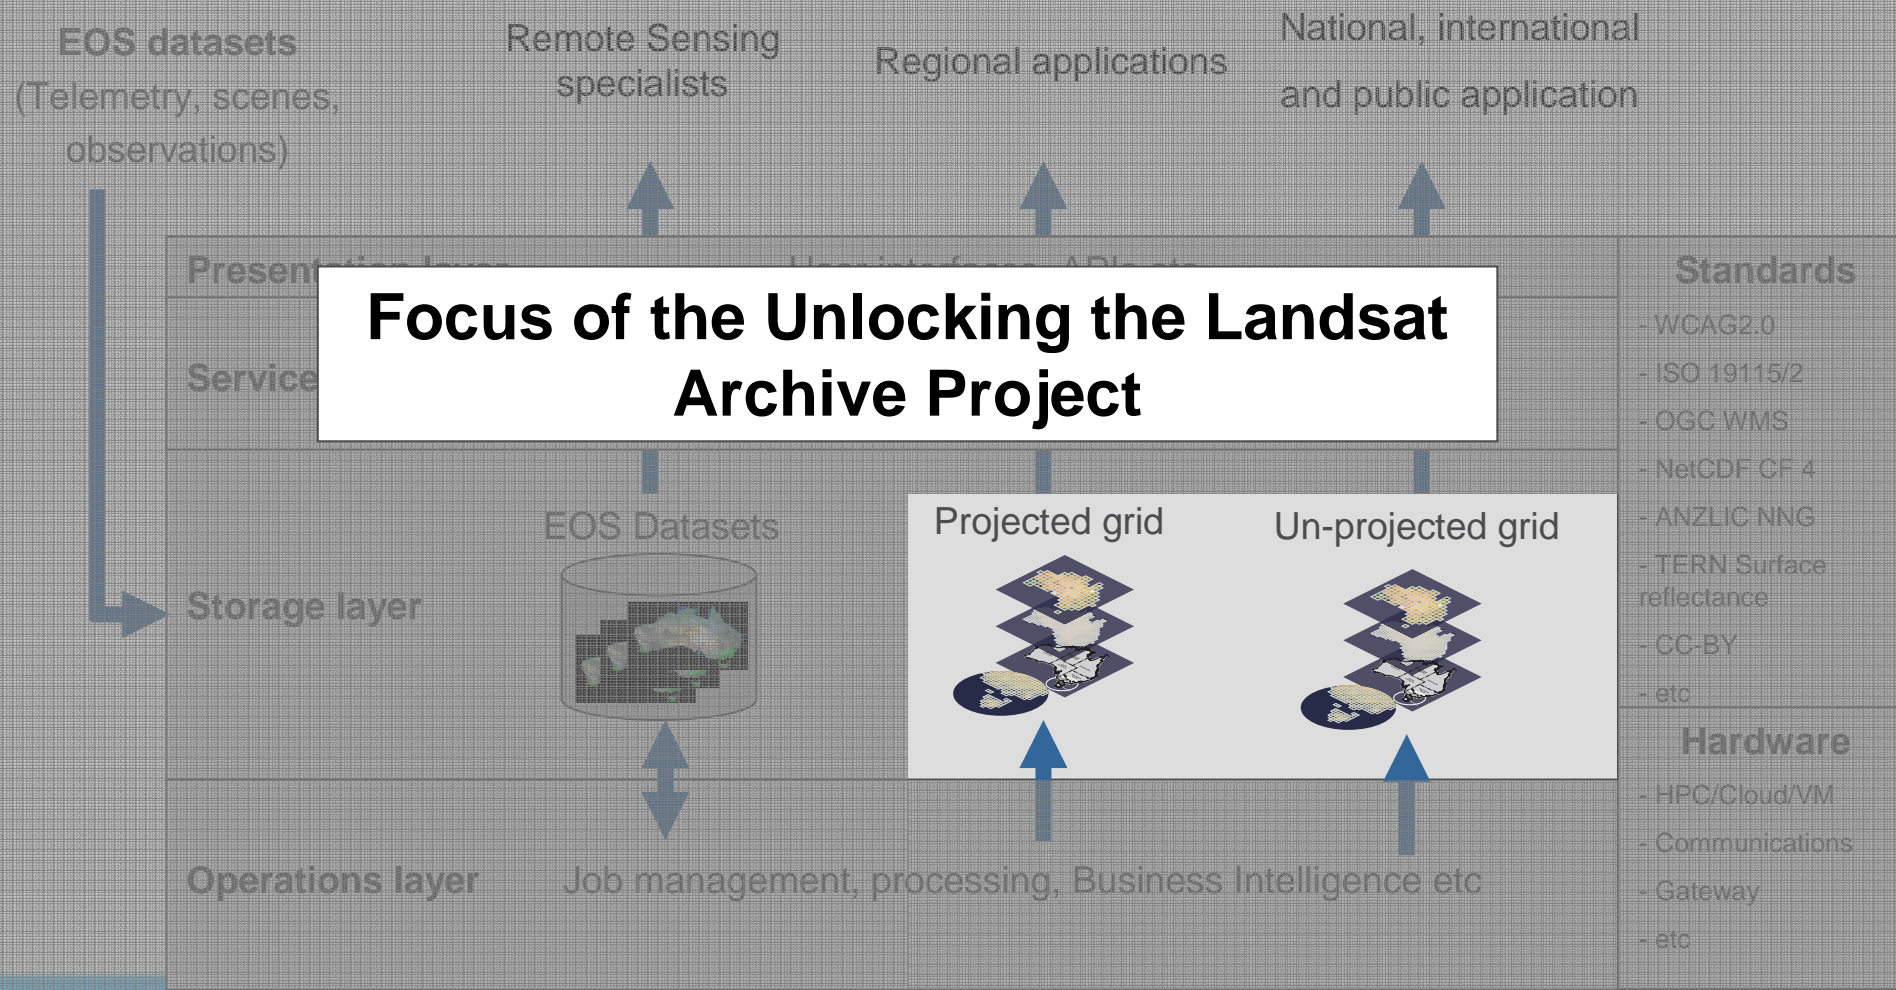 EOS datasets
(Telemetry, scenes,
observations)
Remote Sensing
specialists
Regional applications
National, international
and public application
Focus of the Unlocking the Landsat
Archive Project
Standards
- WCAG2.0
- ISO 19115/2
- OGC WMS
- NetCDF CF 4
- ANZLIC NNG
- TERN Surface
reflectance
- CC-BY
- etc
EOS Datasets
Projected grid
Un-projected grid
Storage layer
Hardware
- HPC/Cloud/VM
- Communications
- Gateway
- etc
Operations layer
Job management, processing, Business Intelligence etc